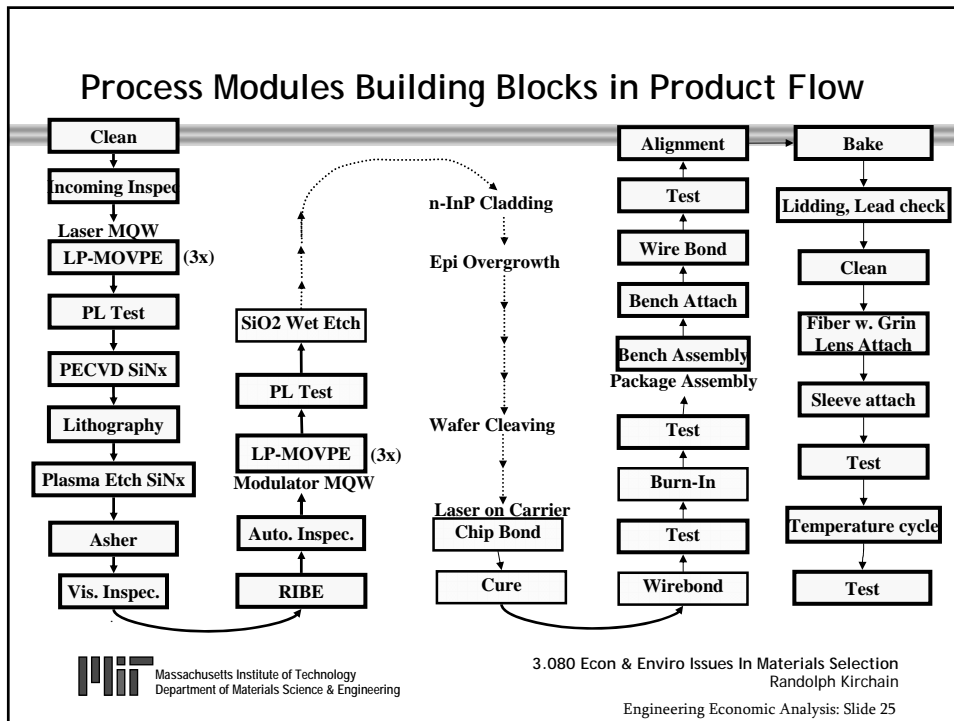 Process Modules Building Blocks in Product Flow
Clean
Incoming Inspec
Laser MQW
LP-MOVPE (3x)
PL Test
PECVD SiNx
Lithography
Plasma Etch SiNx
Asher
Vis. Inspec.
SiO2 Wet Etch
PL Test
LP-MOVPE (3x)
Modulator MQW
Auto. Inspec.
RIBE
n-InP Cladding
Epi Overgrowth
Wafer Cleaving
Laser on Carrier
Chip Bond
Cure
Alignment
Test
Wire Bond
Bench Attach
Bench Assembly
Package Assembly
Test
Burn-In
Test
Wirebond
Bake
Lidding, Lead check
Clean
Fiber w. Grin
Lens Attach
Sleeve attach
Test
Temperature cycle
Test
MIT
Massachusetts Institute of Technology
Department of Materials Science & Engineering
3.080 Econ & Enviro Issues In Materials Selection
Randolph Kirchain
Engineering Economic Analysis: Slide 25